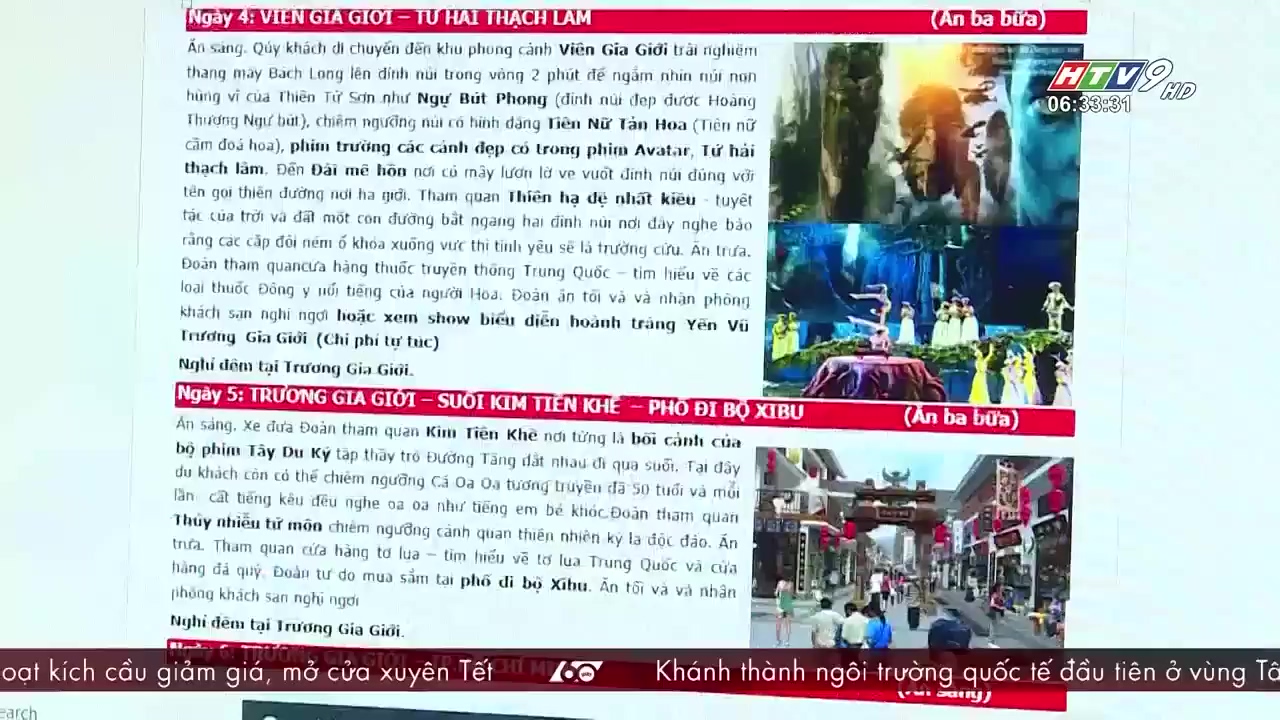 Ngày 4: VIÊN GIA GIỚI – TỨ HẢI THẠCH LÂM (Ăn ba bữa)
Ăn sáng. Qúy khách di chuyển đến khu phong cảnh Viên Gia Giới trải nghiệm
thang máy Bách Long lên đỉnh núi trong vòng 2 phút để ngắm nhìn núi non
hùng vĩ của Thiên Tử Sơn như Ngự Bút Phong (đỉnh núi đẹp được Hoàng
Thượng Ngự bút), chiêm ngưỡng núi có hình dáng Tiên Nữ Tán Hoa (Tiên nữ
cầm đoá hoa), phim trường các cảnh đẹp có trong phim Avatar, Tứ hải
thạch lâm. Đến Đài mê hồn nơi có mây lượn lờ ve vuốt đỉnh núi đúng với
tên gọi thiên đường nơi hạ giới. Tham quan Thiên hạ đệ nhất kiều - tuyệt
tác của trời và đất một con đường bắt ngang hai đỉnh núi nơi đây nghe bảo
rằng các cặp đôi ném ổ khóa xuống vực thì tình yêu sẽ là trường cửu. Ăn trưa.
Đoàn tham quancửa hàng thuốc truyền thống Trung Quốc – tìm hiểu về các
loại thuốc Đông y nổi tiếng của người Hoa. Đoàn ăn tối và và nhận phòng
khách sạn nghỉ ngơi hoặc xem show biểu diễn hoành tráng Yên Vũ
Trương Gia Giới (Chi phí tự túc)
Nghỉ đêm tại Trương Gia Giới.
Ngày 5: TRƯƠNG GIA GIỚI – SUỐI KIM TIÊN KHÊ – PHỐ ĐI BỘ XIBU (Ăn ba bữa)
Ăn sáng. Xe đưa Đoàn tham quan Kim Tiên Khê nơi từng là bối cảnh của
bộ phim Tây Du Ký tập thầy trò Đường Tăng dắt nhau đi qua suối. Tại đây
du khách còn có thể chiêm ngưỡng Cá Oa Oa tương truyền đã 50 tuổi và mỗi
lần cất tiếng kêu đều nghe oa oa như tiếng em bé khóc.Đoàn tham quan
Thủy nhiễu tứ môn chiêm ngưỡng cảnh quan thiên nhiên kỳ lạ độc đáo. Ăn
trưa. Tham quan cửa hàng tơ lụa – tìm hiểu về tơ lụa Trung Quốc và cửa
hàng đá quý. Đoàn tự do mua sắm tại phố đi bộ Xibu. Ăn tối và và nhận
phòng khách sạn nghỉ ngơi
Nghỉ đêm tại Trương Gia Giới.
(Ăn sáng)
HTV9 HD
06:33:31
oạt kích cầu giảm giá, mở cửa xuyên Tết 60 giây Khánh thành ngôi trường quốc tế đầu tiên ở vùng Tâ
earch